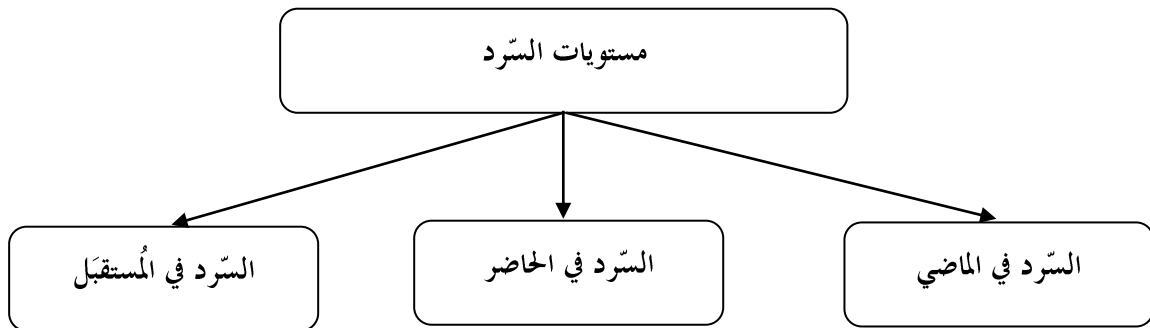 مستويات السّرد
السّرد في الماضي
السّرد في الحاضر
السّرد في المُستقبَل